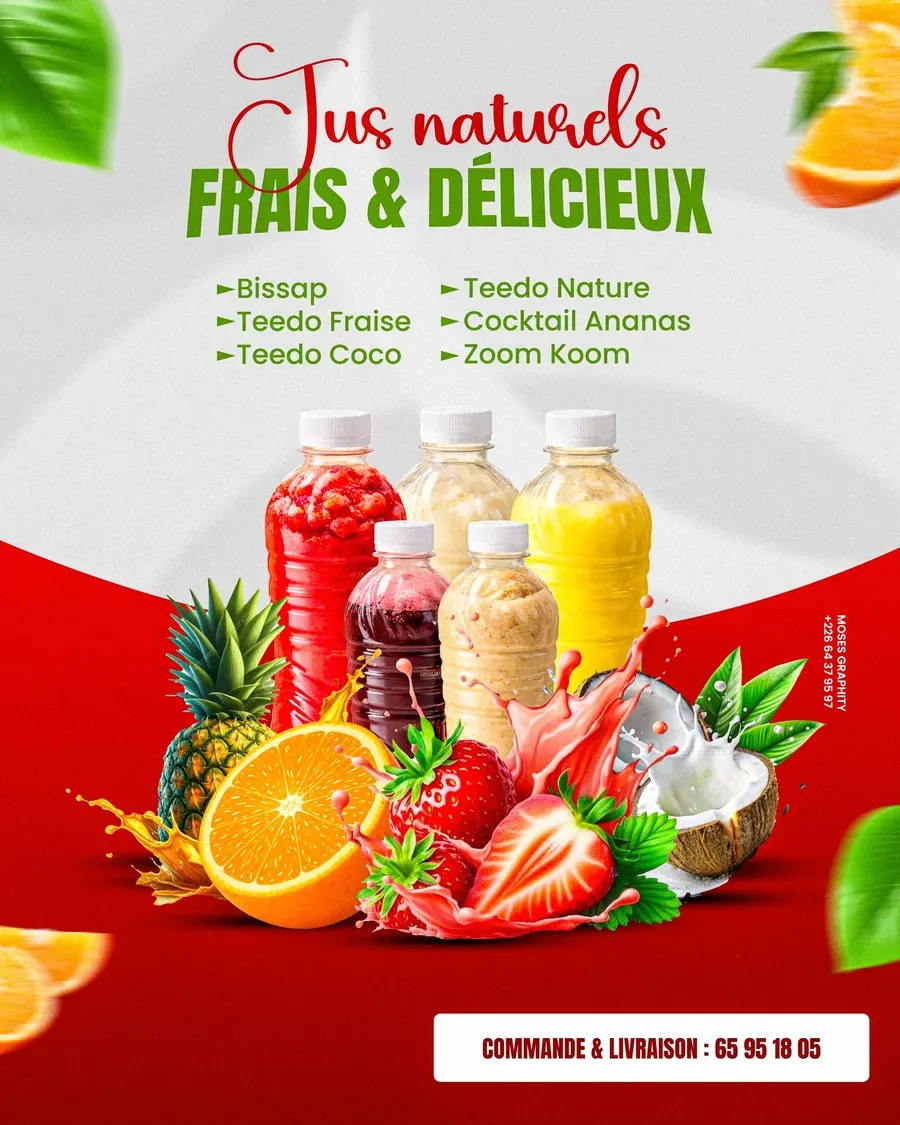 Jus naturels
FRAIS & DÉLICIEUX
►Bissap
►Teedo Fraise
►Teedo Coco
►Teedo Nature
►Cocktail Ananas
►Zoom Koom
MOSES GRAPHITY
+226 64 37 95 97
COMMANDE & LIVRAISON : 65 95 18 05